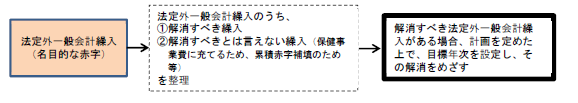 法定外一般会計繰入
（名目的な赤字）
法定外一般会計繰入のうち、
①解消すべき繰入
②解消すべきとは言えない繰入（保健事
業費に充てるため、累積赤字補填のため
等）
を整理
解消すべき法定外一般会計繰
入がある場合、計画を定めた
上で、目標年次を設定し、そ
の解消をめざす